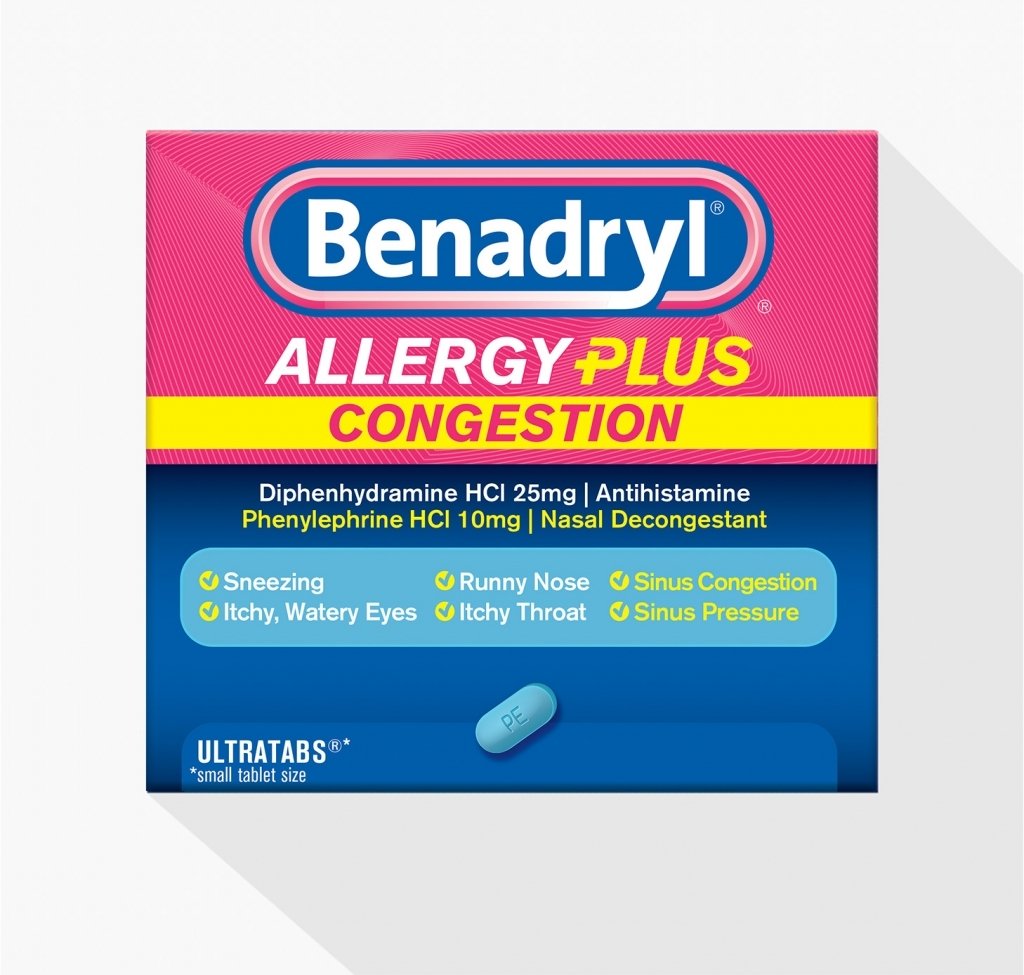 Benadryl®
®
ALLERGY PLUS
CONGESTION
Diphenhydramine HCl 25mg | Antihistamine
Phenylephrine HCl 10mg | Nasal Decongestant
Sneezing Runny Nose Sinus Congestion
Itchy, Watery Eyes Itchy Throat Sinus Pressure
PE
ULTRATABS®*
*small tablet size